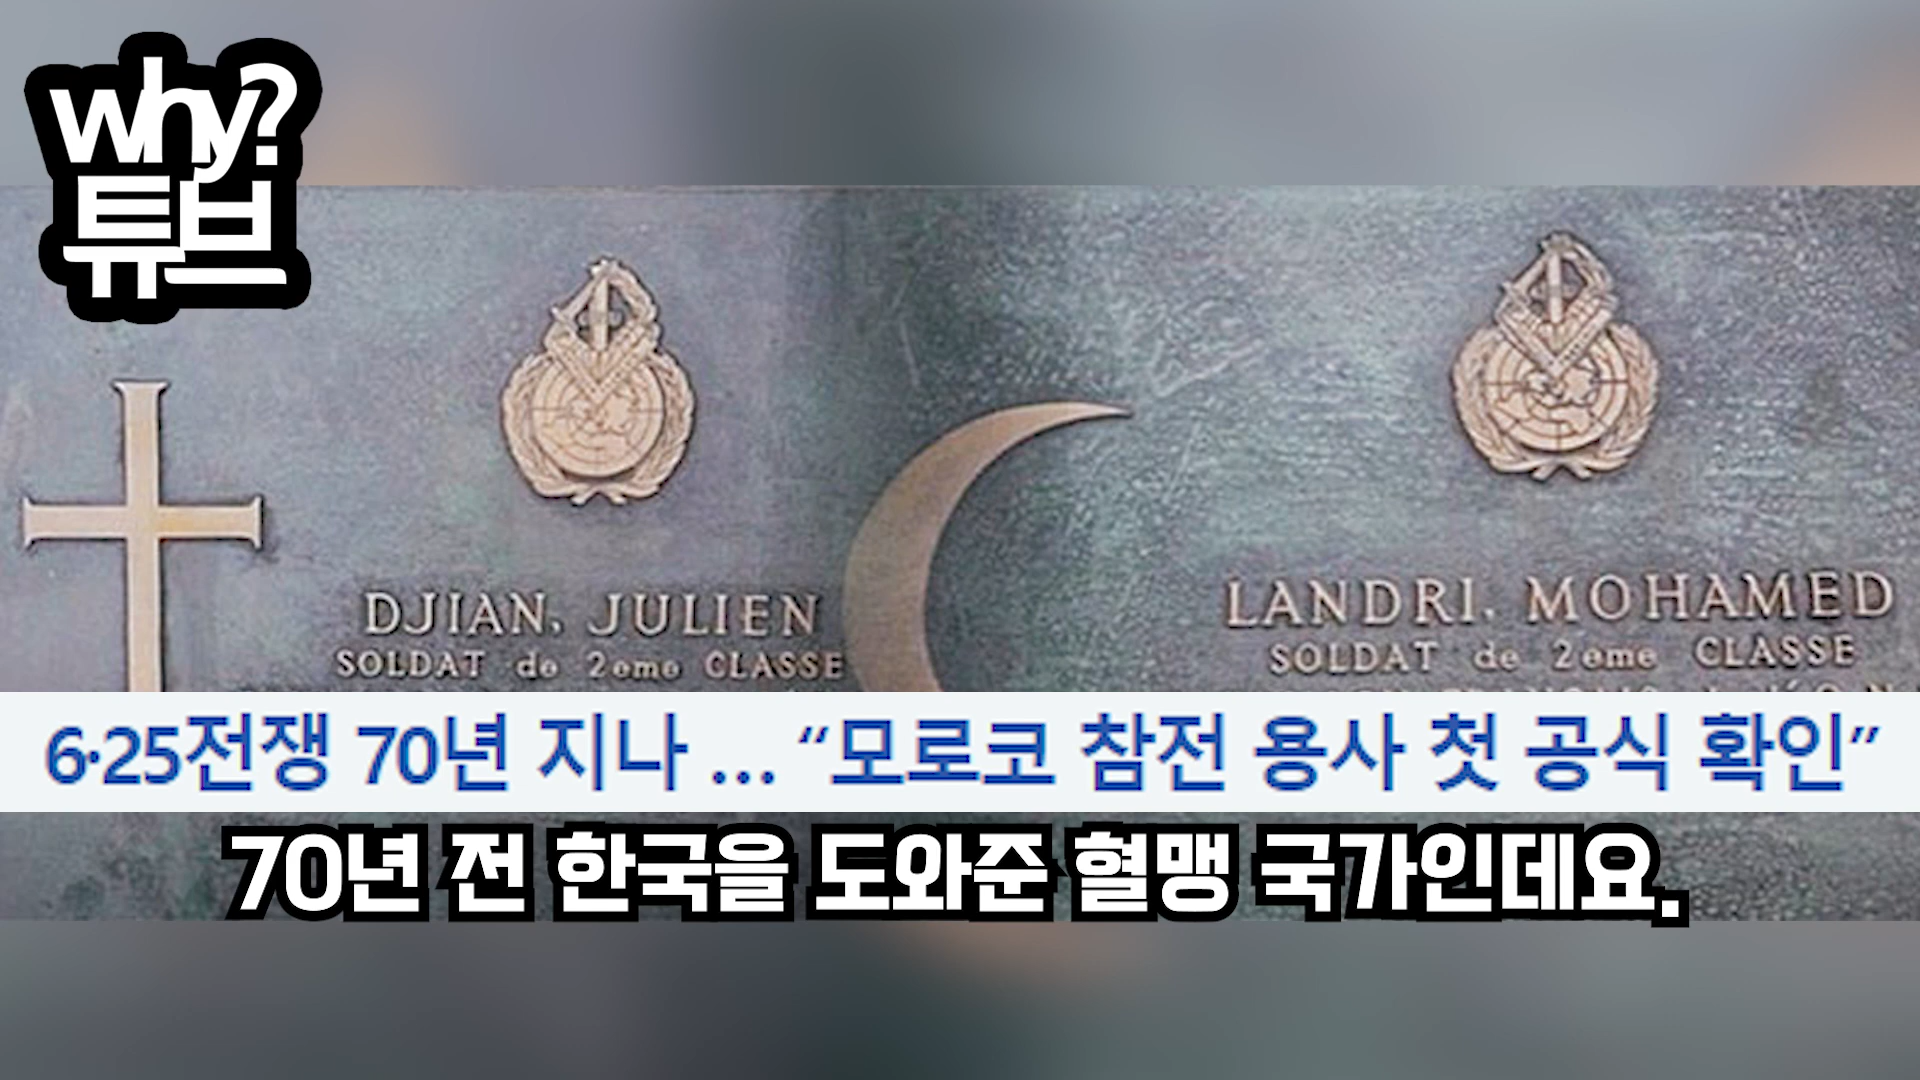 why?
튜브
DJIAN, JULIEN
SOLDAT de 2eme CLASSE
LANDRI, MOHAMED
SOLDAT de 2eme CLASSE
6·25전쟁 70년 지나 ... “모로코 참전 용사 첫 공식 확인”
70년 전 한국을 도와준 혈맹 국가인데요.